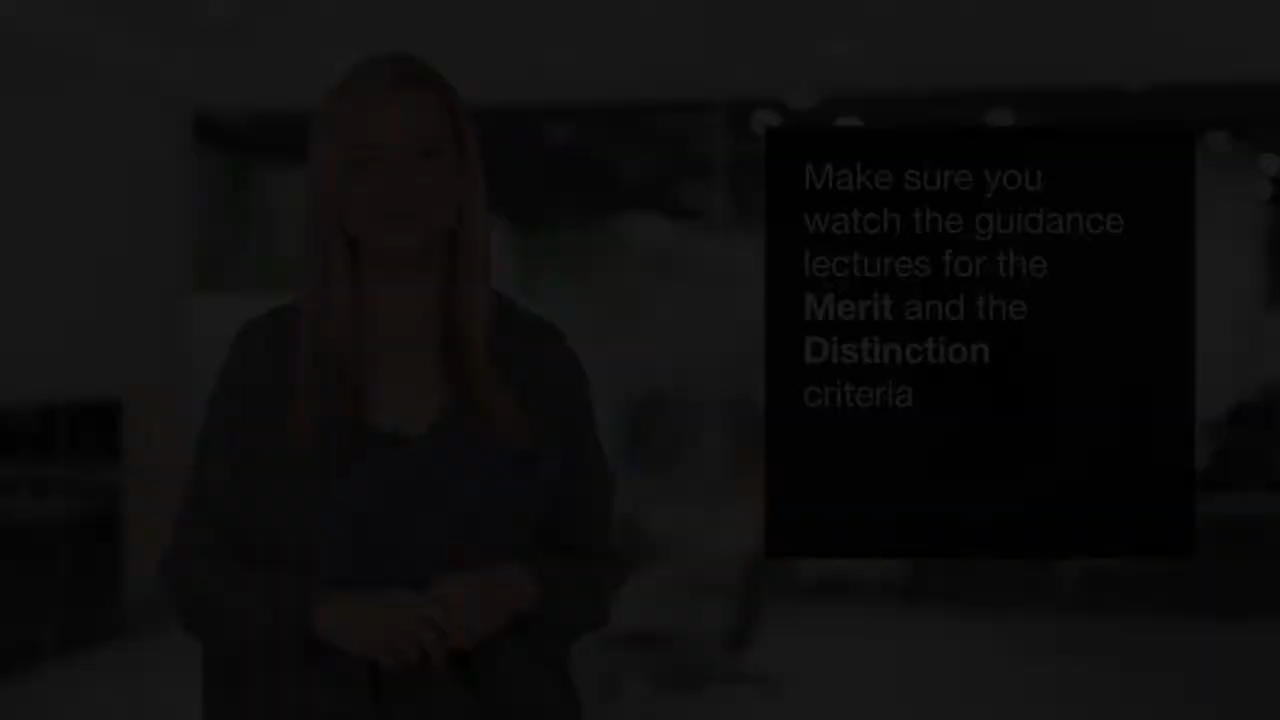 Make sure you
watch the guidance
lectures for the
Merit and the
Distinction
criteria